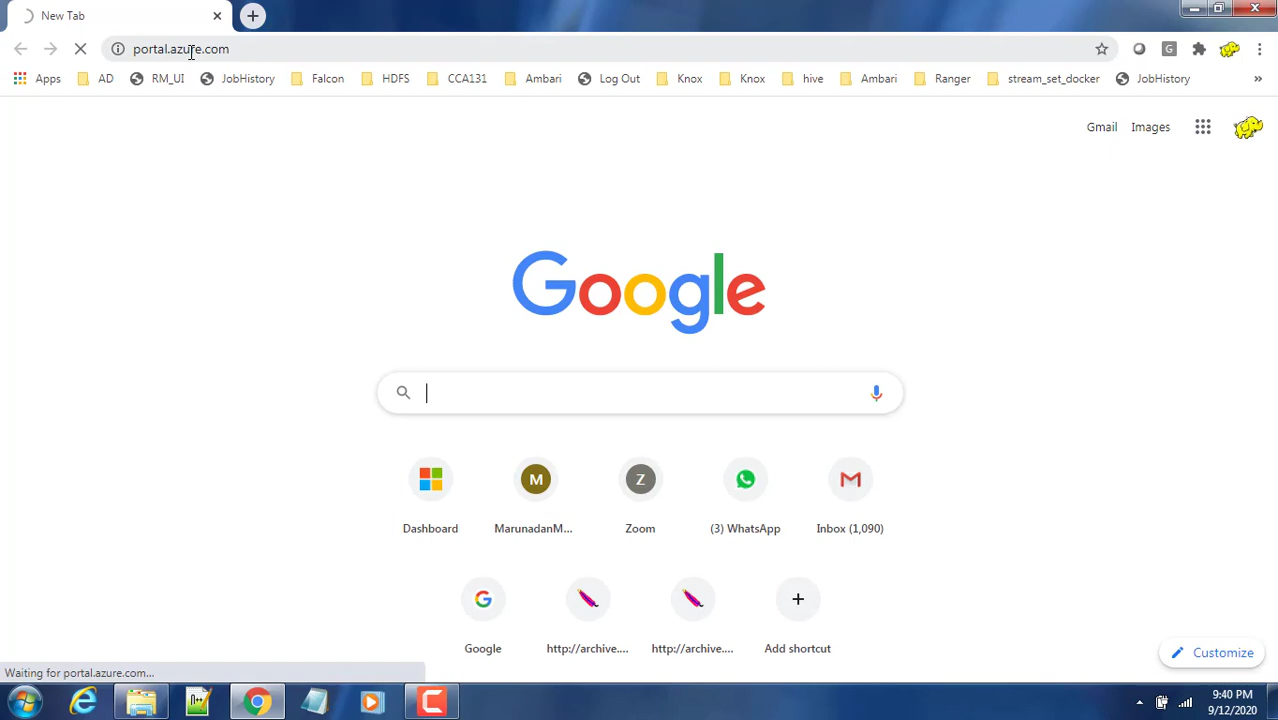 New Tab
portal.azure.com
Apps AD RM_UI JobHistory Falcon HDFS CCA131 Ambari Log Out Knox Knox hive Ambari Ranger stream_set_docker JobHistory »
Gmail Images
Google
Dashboard MarunadanM... Zoom (3) WhatsApp Inbox (1,090)
Google http://archive.... http://archive.... Add shortcut
Customize
Waiting for portal.azure.com...
9:40 PM
9/12/2020